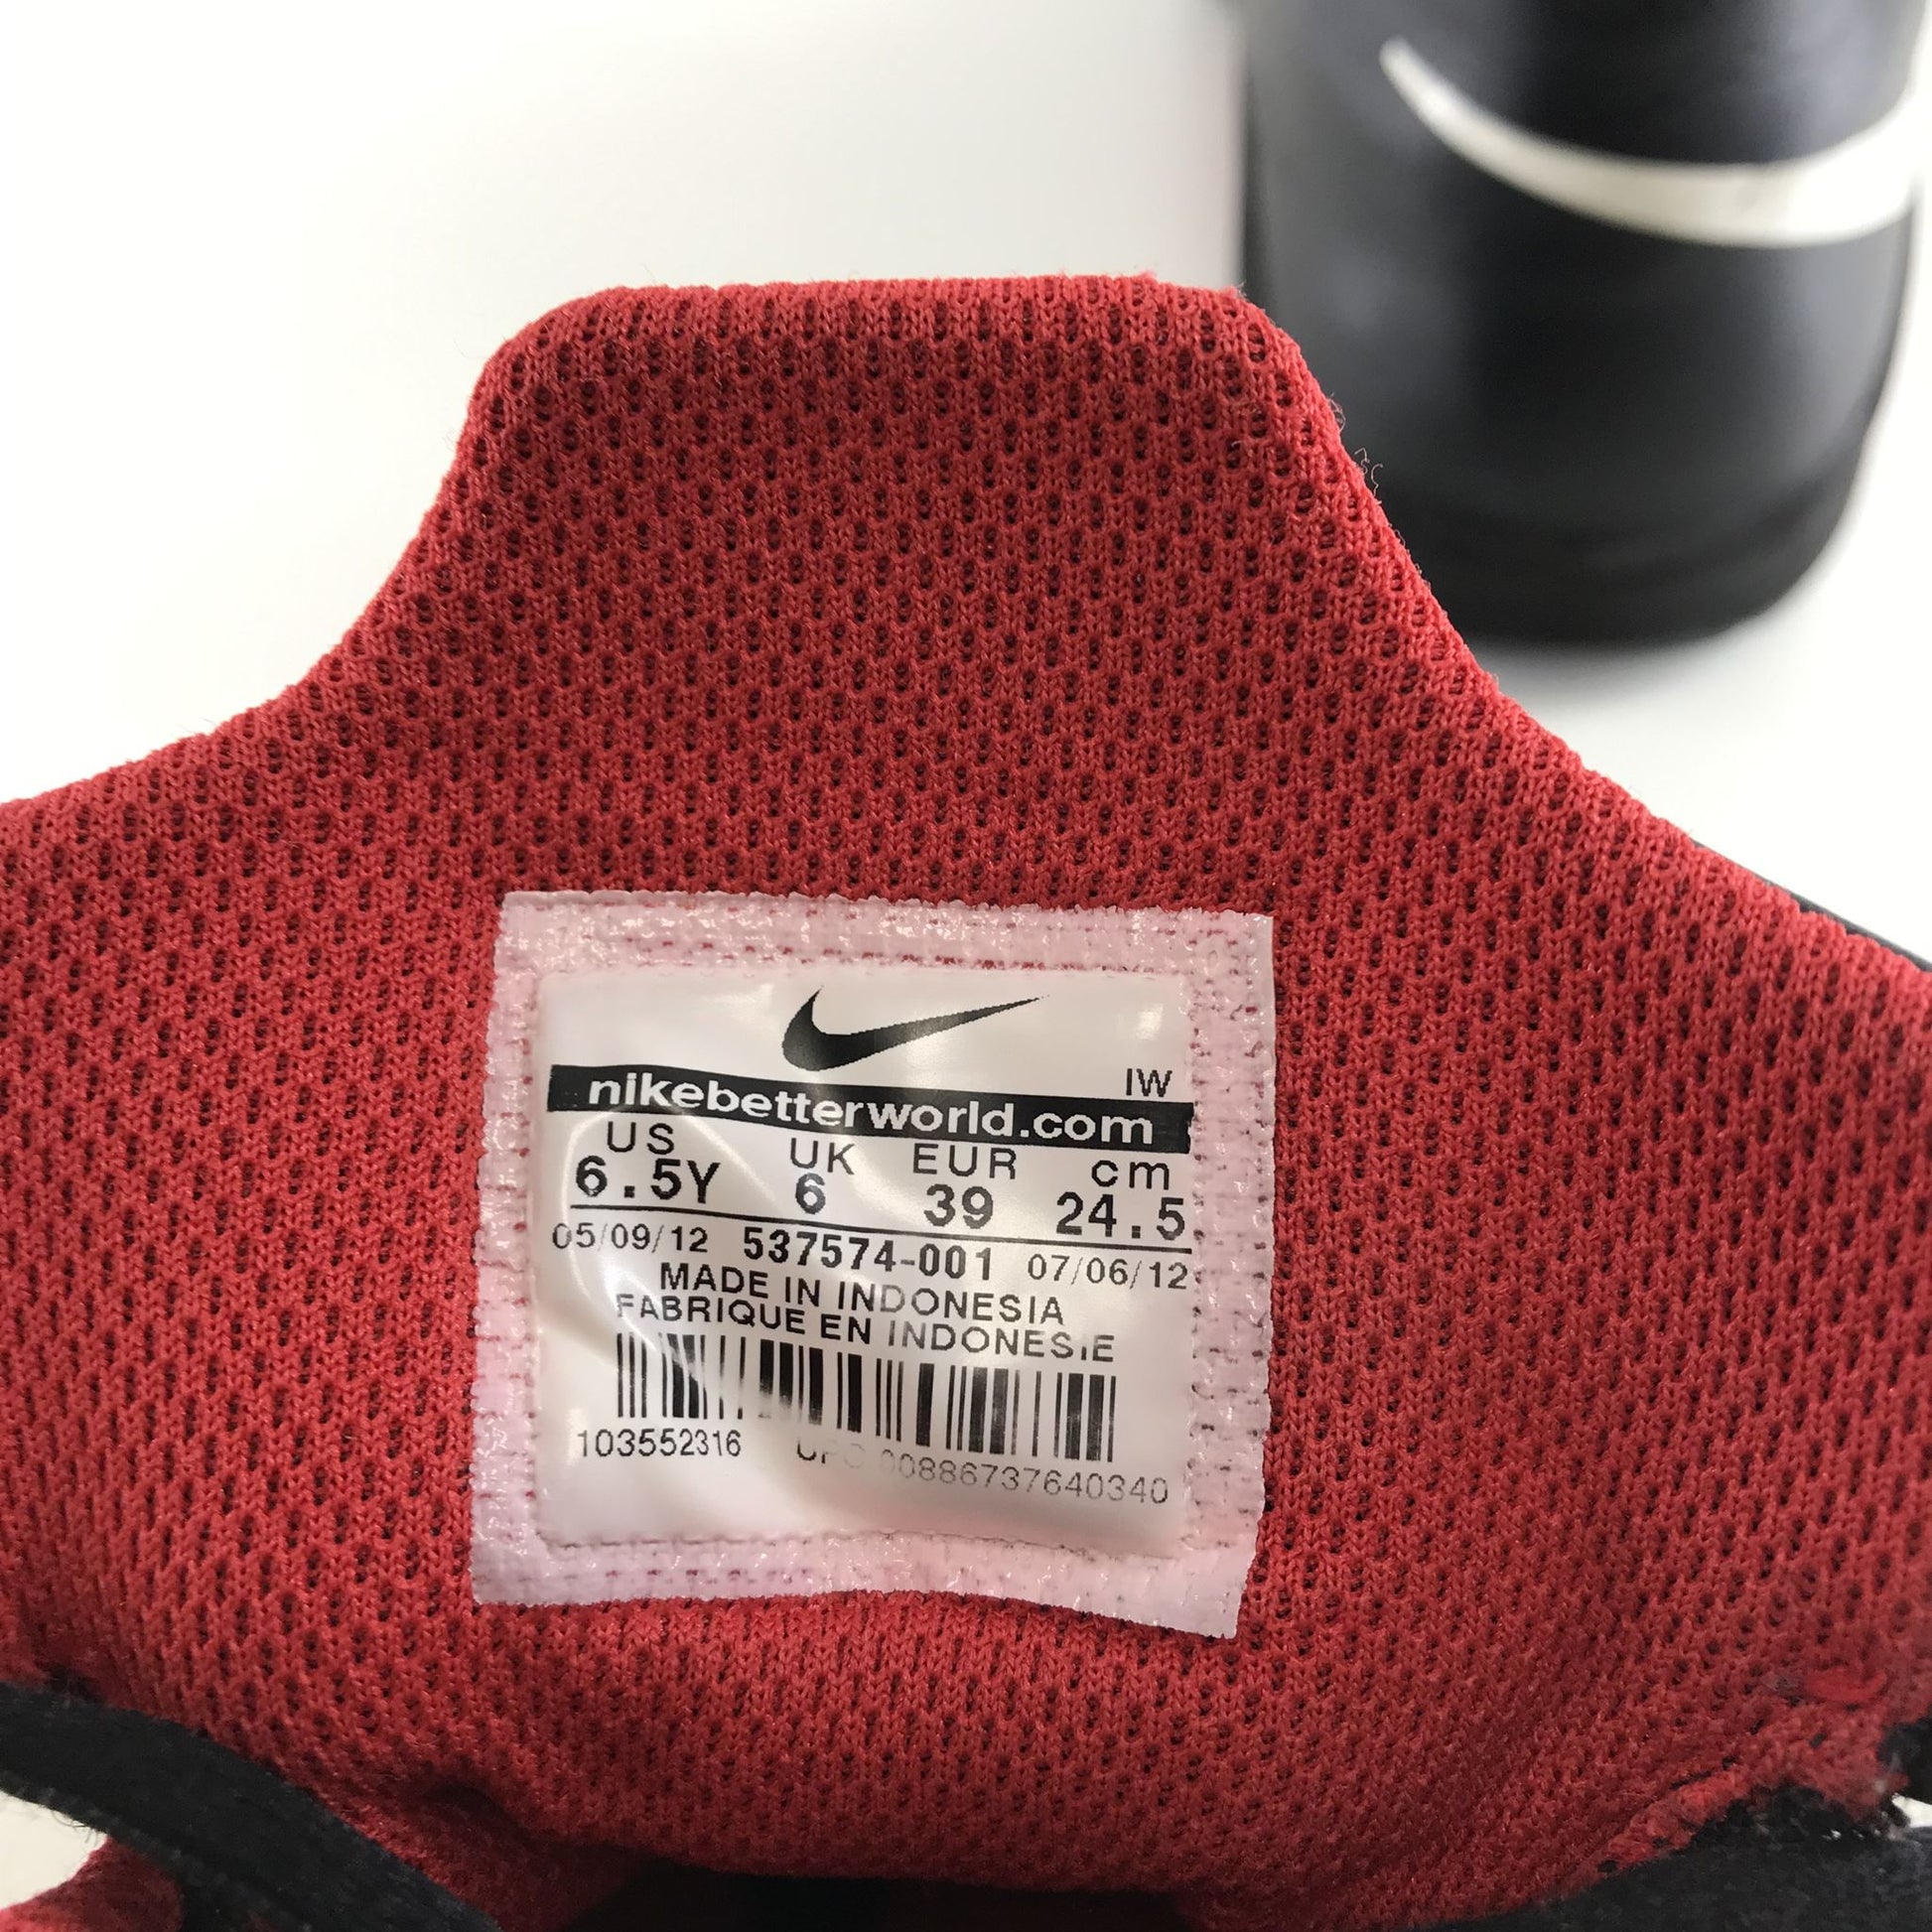 IW
nikebetterworld.com
US UK EUR cm
6.5Y 6 39 24.5
05/09/12 537574-001 07/06/12
MADE IN INDONESIA
FABRIQUE EN INDONESIE
103552316 UPC 00886737640340